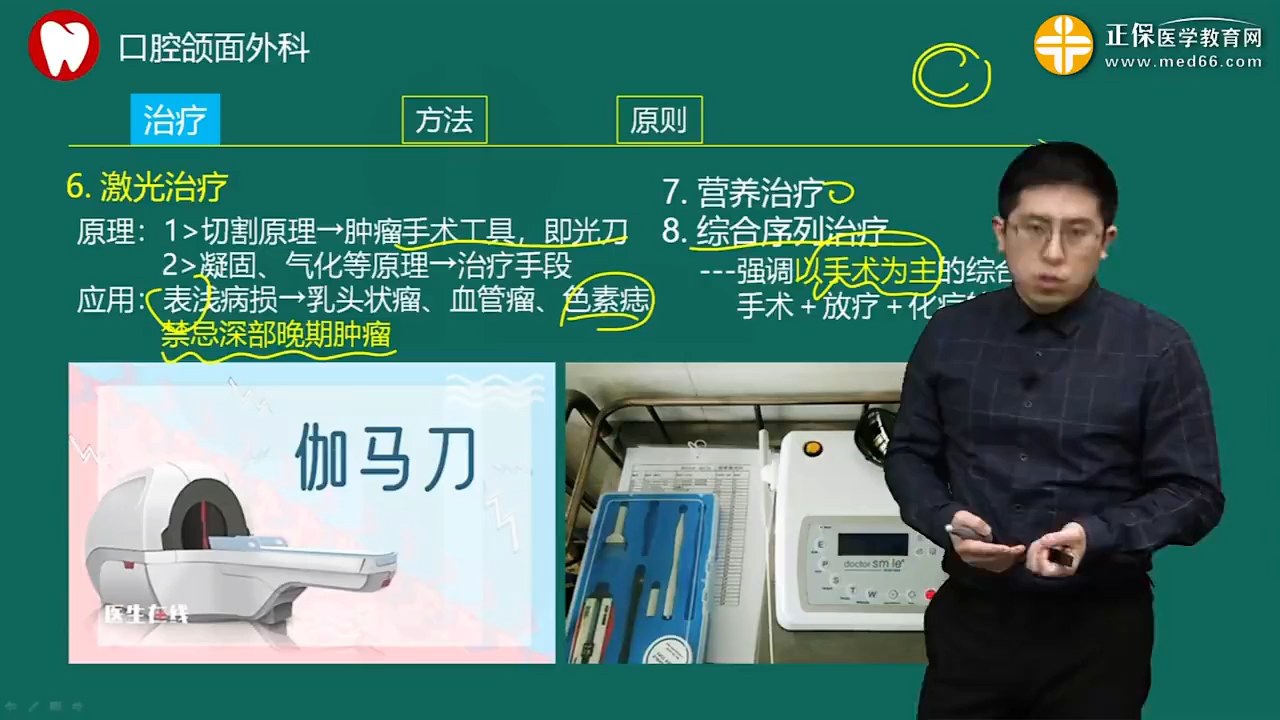 口腔颌面外科
正保医学教育网
www.med66.com
治疗
方法
原则
6. 激光治疗
原理：1>切割原理→肿瘤手术工具，即光刀
2>凝固、气化等原理→治疗手段
应用：表浅病损→乳头状瘤、血管瘤、色素痣
禁忌深部晚期肿瘤
7. 营养治疗
8. 综合序列治疗
---强调以手术为主的综合
手术＋放疗＋化疗
伽马刀
医生在线
doctor smile